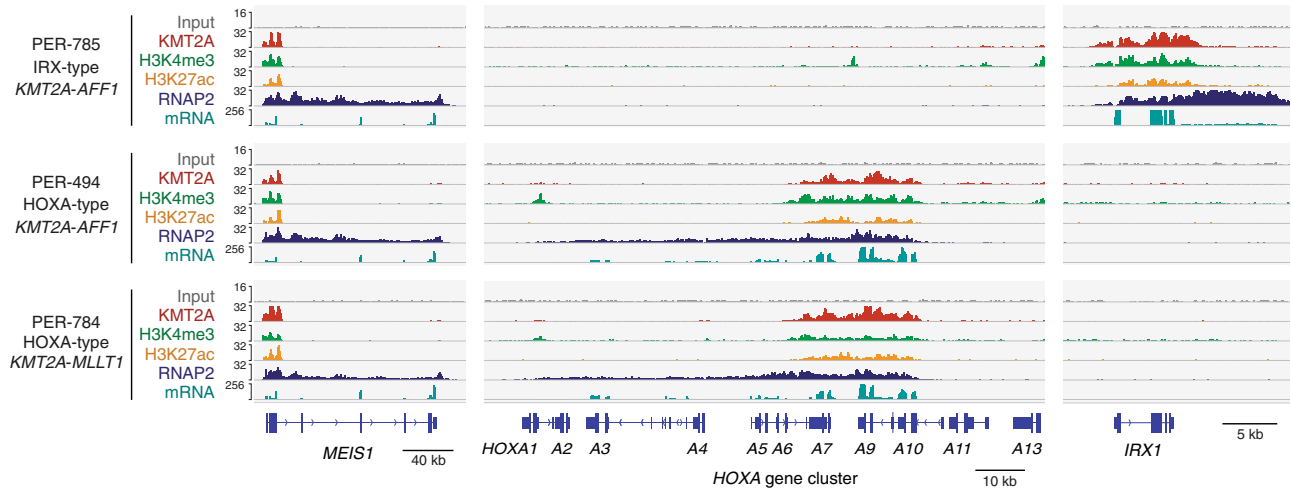 PER-785
IRX-type
KMT2A-AFF1
Input
KMT2A
H3K4me3
H3K27ac
RNAP2
mRNA
16
32
32
32
32
256
PER-494
HOXA-type
KMT2A-AFF1
Input
KMT2A
H3K4me3
H3K27ac
RNAP2
mRNA
16
32
32
32
32
256
PER-784
HOXA-type
KMT2A-MLLT1
Input
KMT2A
H3K4me3
H3K27ac
RNAP2
mRNA
16
32
32
32
32
256
MEIS1
40 kb
HOXA1 A2 A3 A4 A5 A6 A7 A9 A10 A11 A13
HOXA gene cluster
10 kb
IRX1
5 kb